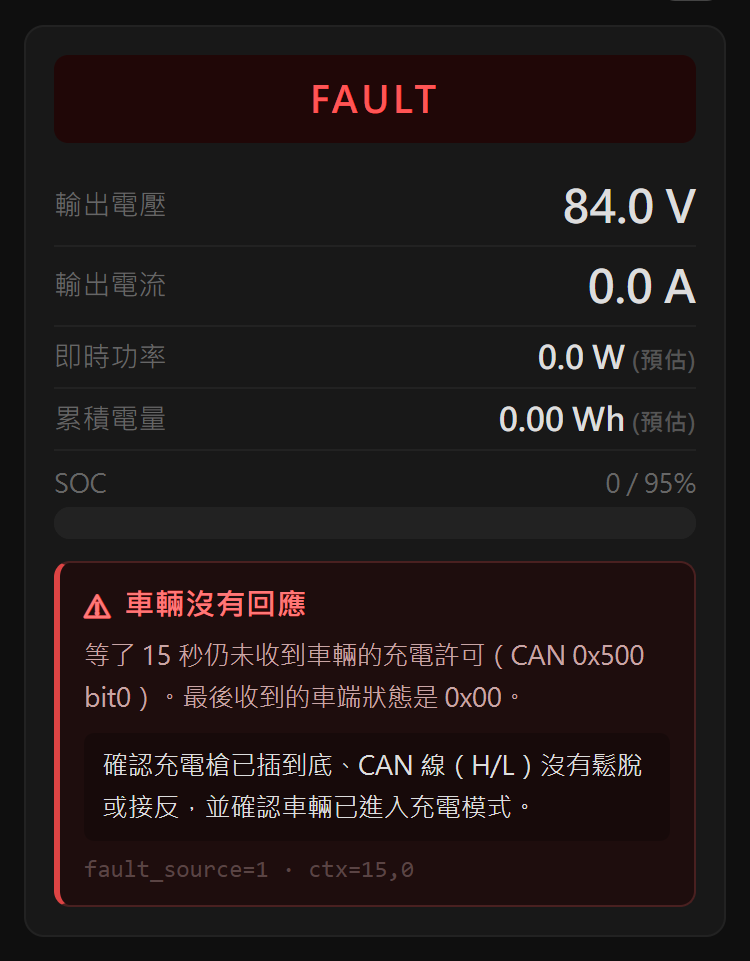 FAULT
輸出電壓 84.0 V
輸出電流 0.0 A
即時功率 0.0 W (預估)
累積電量 0.00 Wh (預估)
SOC 0 / 95%
車輛沒有回應
等了 15 秒仍未收到車輛的充電許可（CAN 0x500
bit0）。最後收到的車端狀態是 0x00。
確認充電槍已插到底、CAN 線（H/L）沒有鬆脫
或接反，並確認車輛已進入充電模式。
fault_source=1 · ctx=15,0